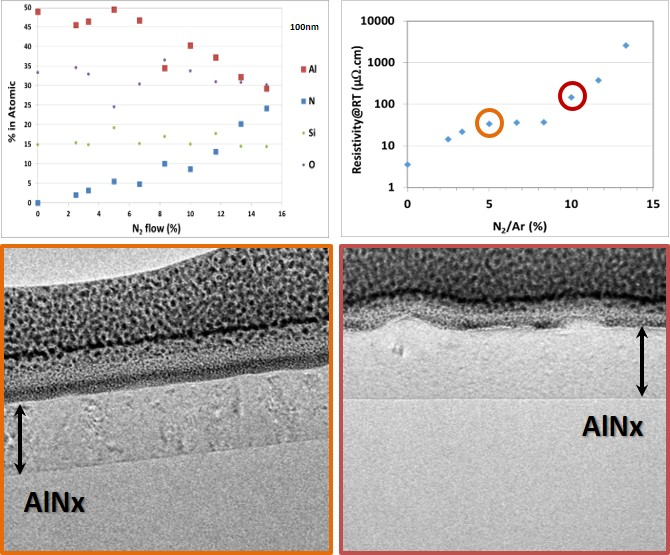 50
45
40
35
30
25
20
15
10
5
0
% in Atomic
0 2 4 6 8 10 12 14 16
N2 flow (%)
100nm
Al
N
Si
O
10000
1000
100
10
1
Resistivity@RT (µΩ.cm)
0 5 10 15
N2/Ar (%)
AlNx
AlNx